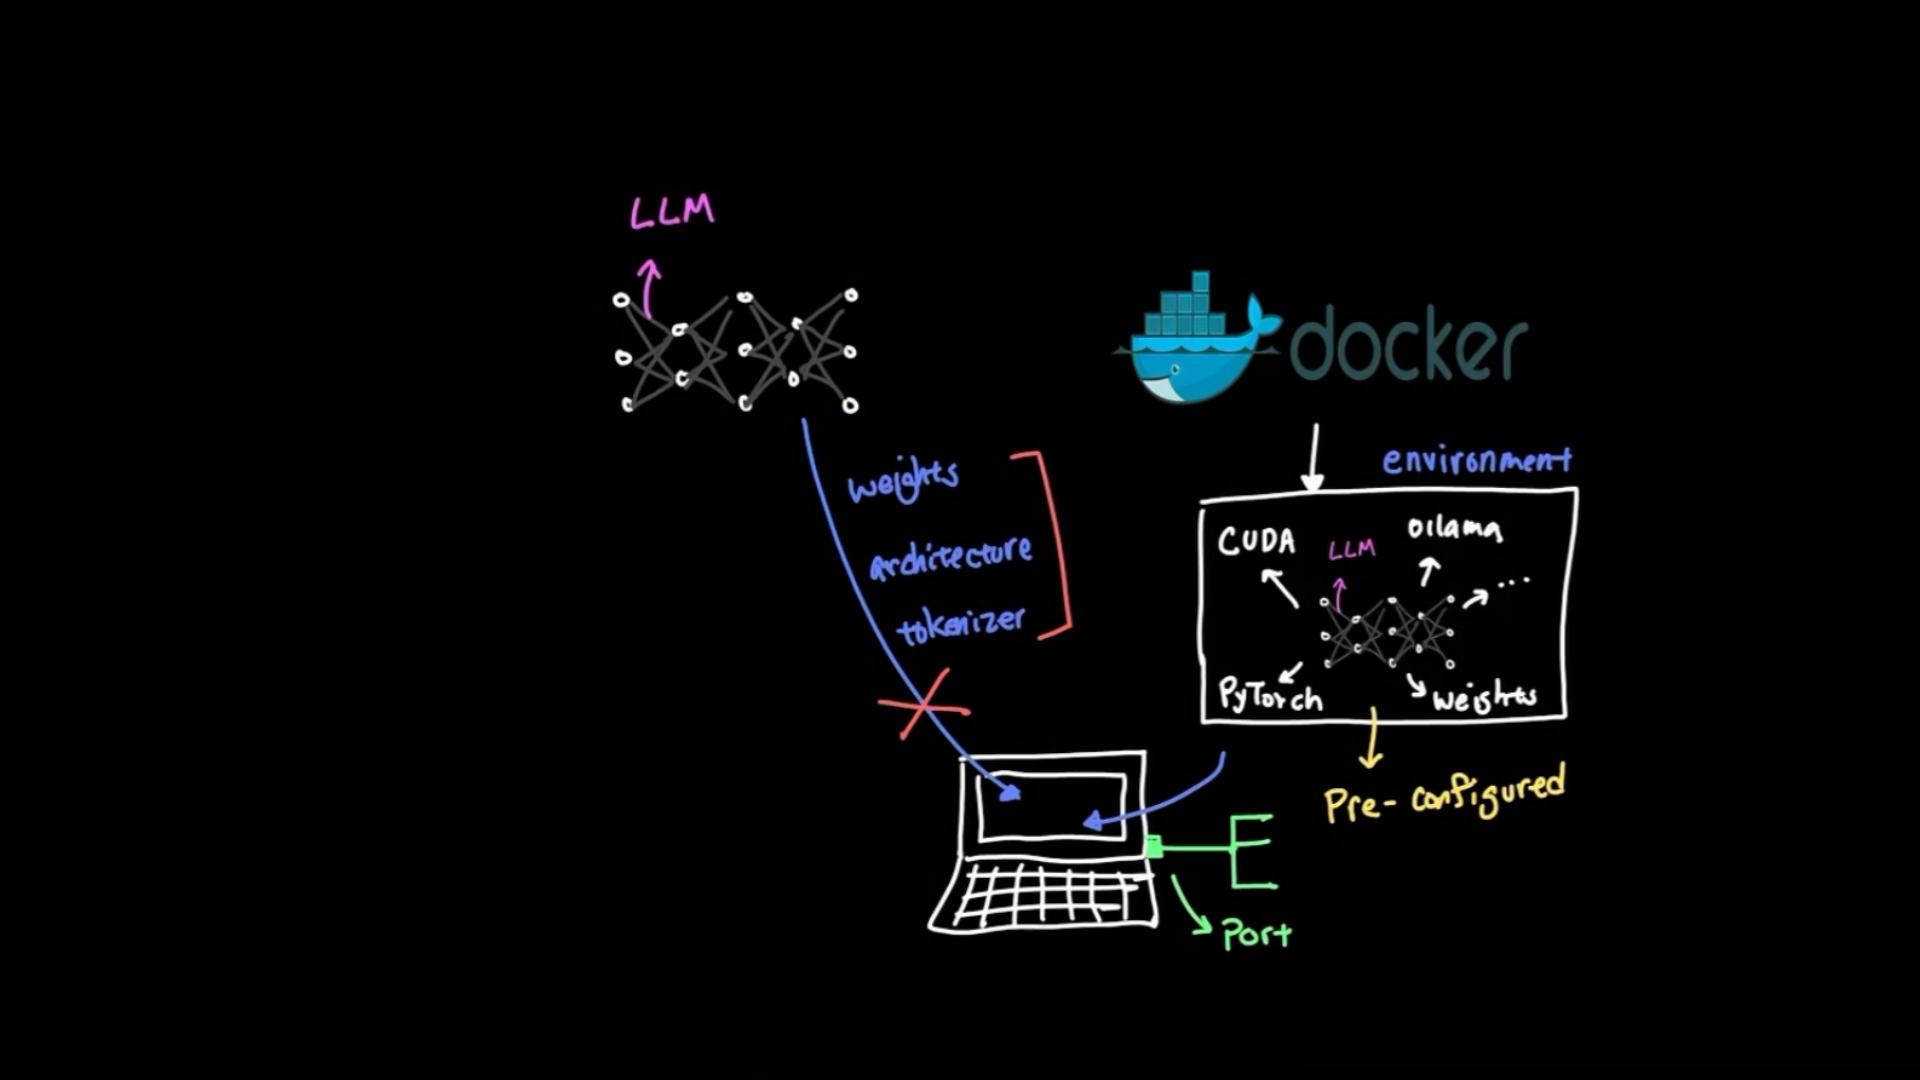 LLM
docker
weights
architecture
tokenizer
environment
CUDA
LLM
ollama
...
PyTorch
weights
Pre-configured
Port